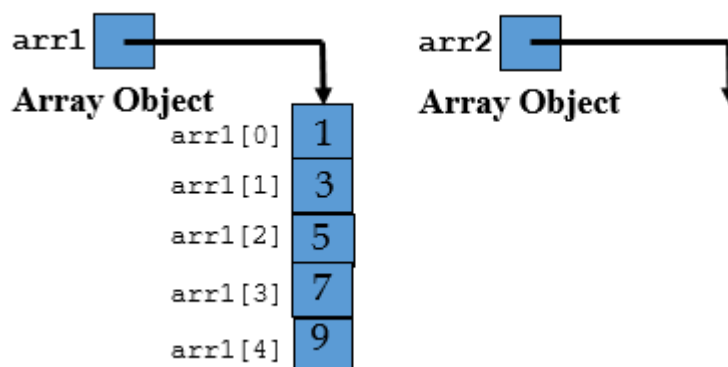 arr1
arr2
Array Object
Array Object
arr1[0] 1
arr1[1] 3
arr1[2] 5
arr1[3] 7
arr1[4] 9